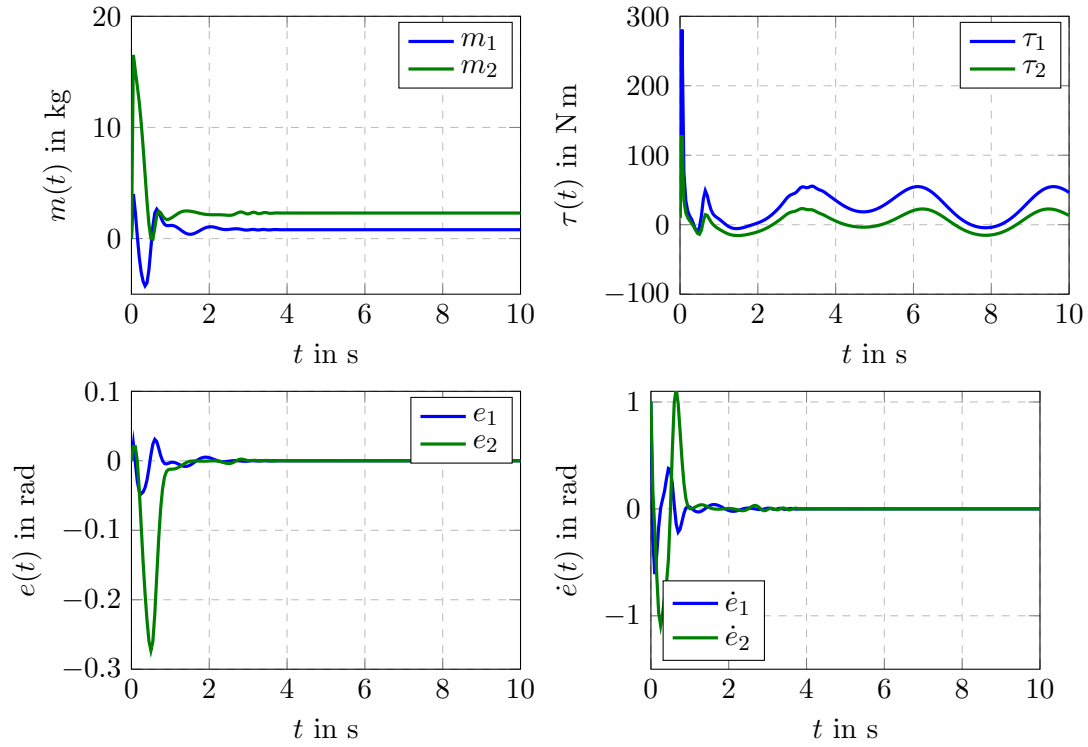 20
10
0
0 2 4 6 8 10
t in s
m(t) in kg
m₁
m₂
300
200
100
0
−100
0 2 4 6 8 10
t in s
τ(t) in N m
τ₁
τ₂
0.1
0
−0.1
−0.2
−0.3
0 2 4 6 8 10
t in s
e(t) in rad
e₁
e₂
1
0
−1
0 2 4 6 8 10
t in s
ė(t) in rad
ė₁
ė₂